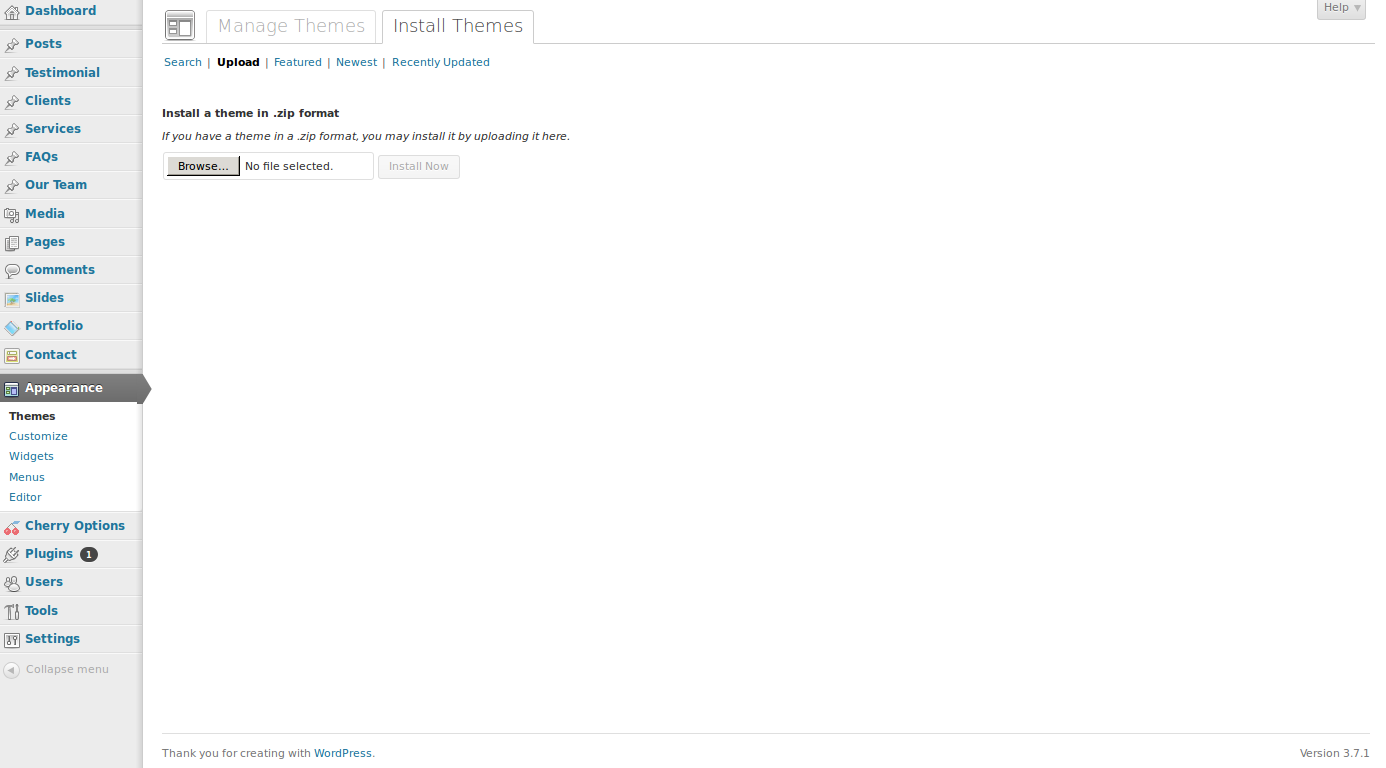 Dashboard
Posts
Testimonial
Clients
Services
FAQs
Our Team
Media
Pages
Comments
Slides
Portfolio
Contact
Appearance
Themes
Customize
Widgets
Menus
Editor
Cherry Options
Plugins 1
Users
Tools
Settings
Collapse menu
Manage Themes Install Themes
Help
Search | Upload | Featured | Newest | Recently Updated
Install a theme in .zip format
If you have a theme in a .zip format, you may install it by uploading it here.
Browse... No file selected. Install Now
Thank you for creating with WordPress.
Version 3.7.1